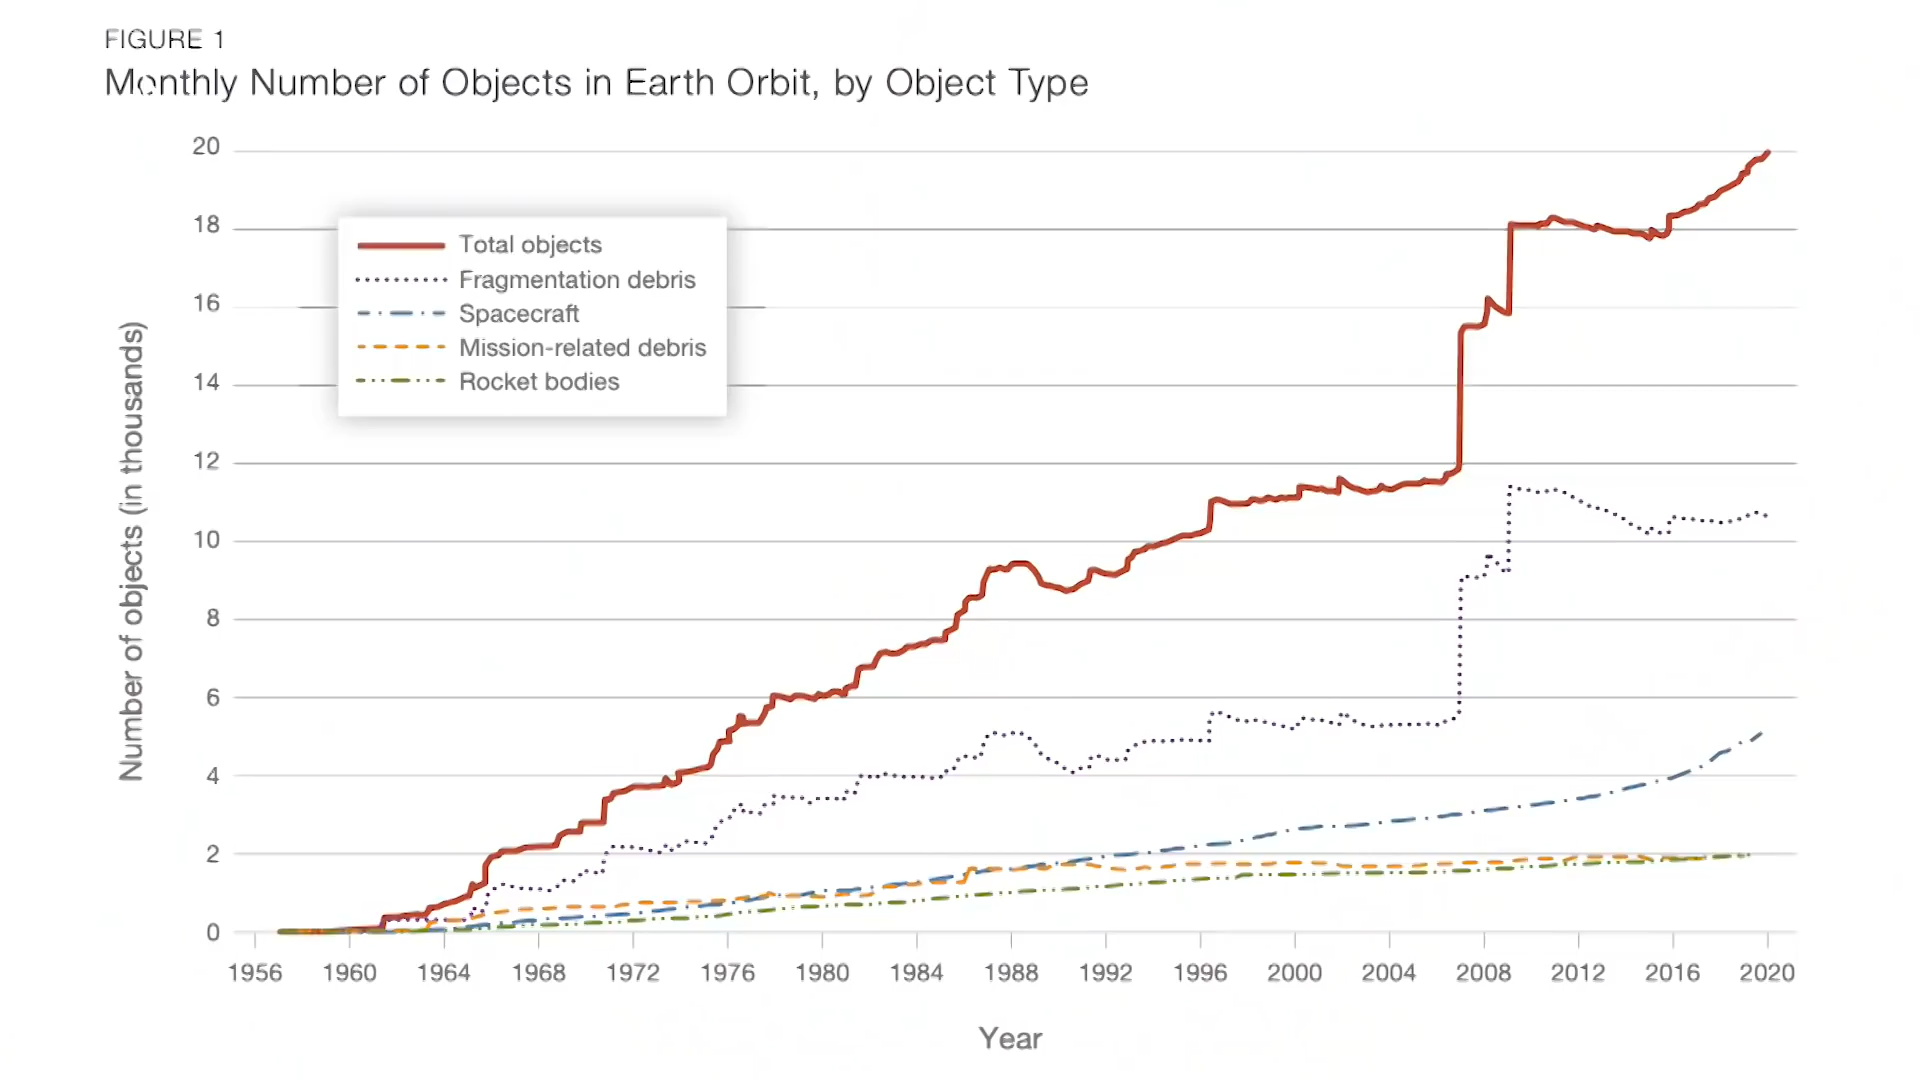 FIGURE 1
Monthly Number of Objects in Earth Orbit, by Object Type
20
18
16
14
12
10
8
6
4
2
0
Number of objects (in thousands)
Total objects
Fragmentation debris
Spacecraft
Mission-related debris
Rocket bodies
1956 1960 1964 1968 1972 1976 1980 1984 1988 1992 1996 2000 2004 2008 2012 2016 2020
Year